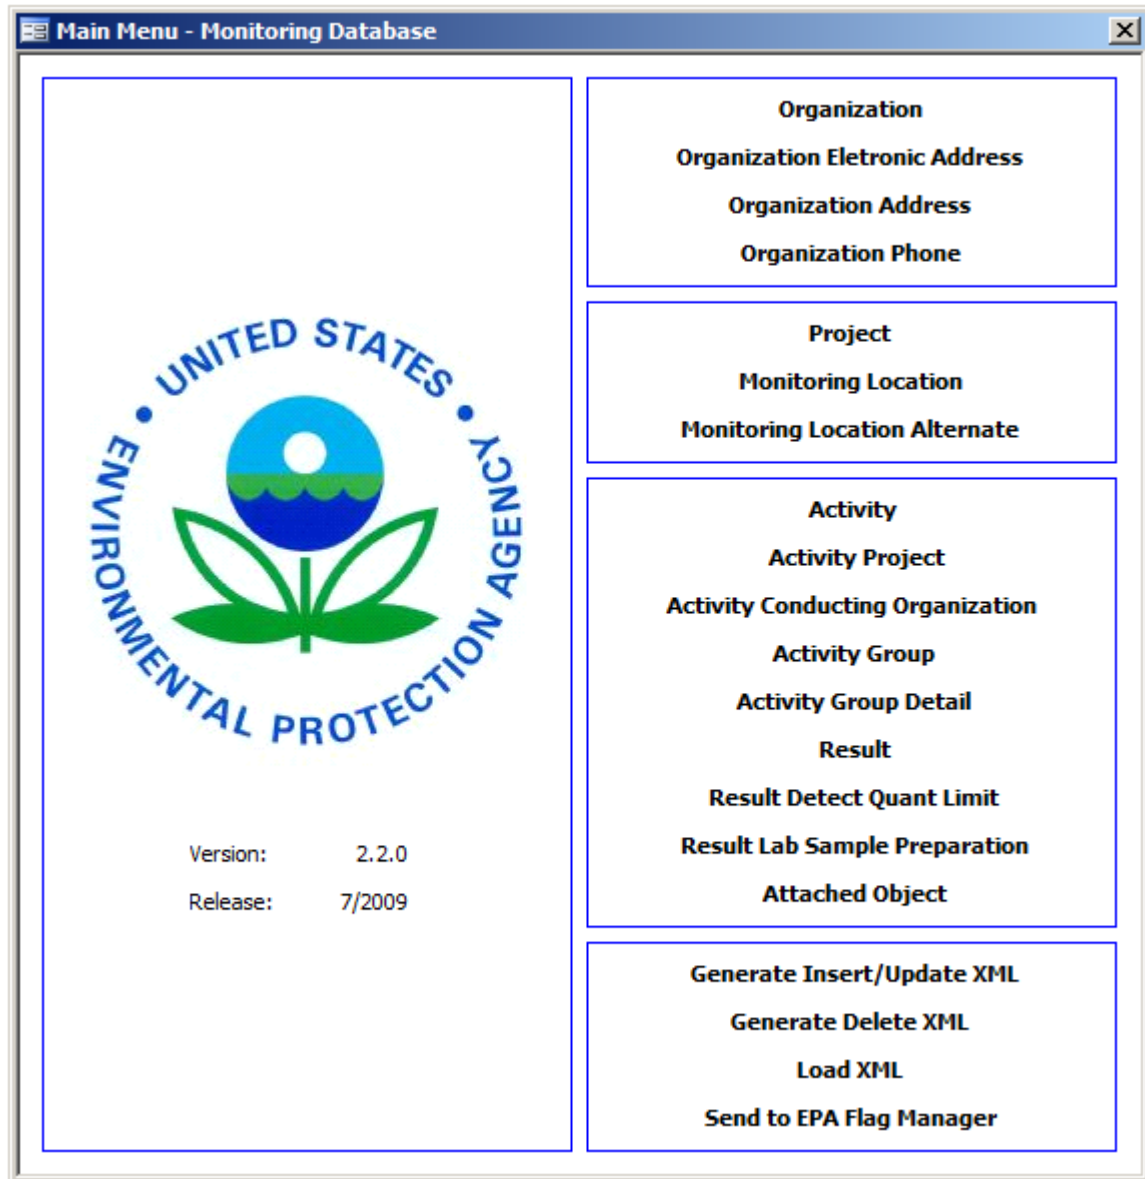 Main Menu - Monitoring Database
UNITED STATES
ENVIRONMENTAL PROTECTION AGENCY
Version: 2.2.0
Release: 7/2009
Organization
Organization Eletronic Address
Organization Address
Organization Phone
Project
Monitoring Location
Monitoring Location Alternate
Activity
Activity Project
Activity Conducting Organization
Activity Group
Activity Group Detail
Result
Result Detect Quant Limit
Result Lab Sample Preparation
Attached Object
Generate Insert/Update XML
Generate Delete XML
Load XML
Send to EPA Flag Manager